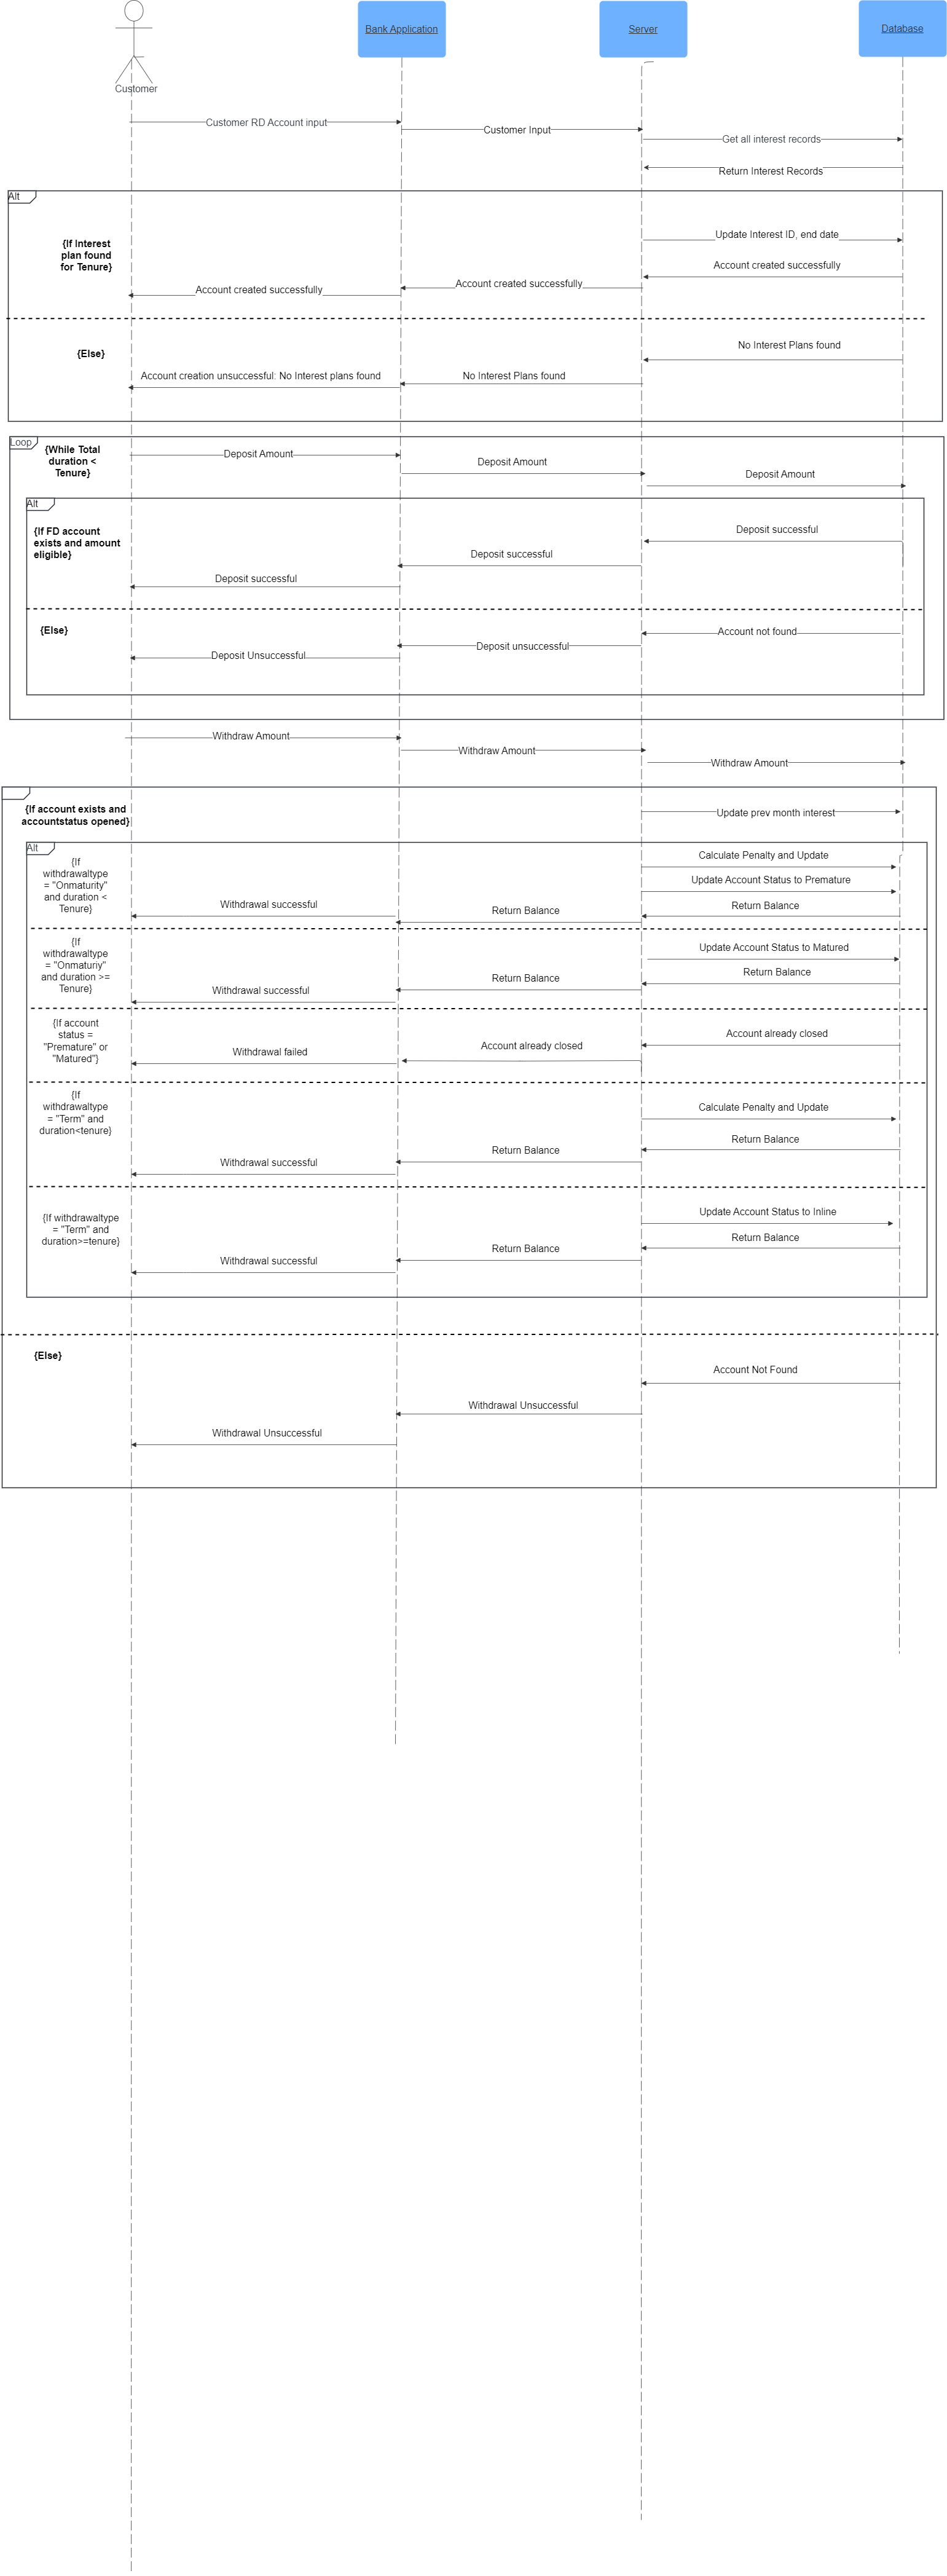 Bank Application
Server
Database
Customer
Customer RD Account input
Customer Input
Get all interest records
Return Interest Records
Alt
{If Interest
plan found
for Tenure}
Update Interest ID, end date
Account created successfully
Account created successfully
Account created successfully
{Else}
No Interest Plans found
No Interest Plans found
Account creation unsuccessful: No Interest plans found
Loop
{While Total
duration <
Tenure}
Deposit Amount
Deposit Amount
Deposit Amount
Alt
{If FD account
exists and amount
eligible}
Deposit successful
Deposit successful
Deposit successful
{Else}
Account not found
Deposit unsuccessful
Deposit Unsuccessful
Withdraw Amount
Withdraw Amount
Withdraw Amount
{If account exists and
accountstatus opened}
Update prev month interest
Alt
{If
withdrawaltype
= "Onmaturity"
and duration <
Tenure}
Calculate Penalty and Update
Update Account Status to Premature
Return Balance
Return Balance
Withdrawal successful
{If
withdrawaltype
= "Onmaturiy"
and duration >=
Tenure}
Update Account Status to Matured
Return Balance
Return Balance
Withdrawal successful
{If account
status =
"Premature" or
"Matured"}
Account already closed
Account already closed
Withdrawal failed
{If
withdrawaltype
= "Term" and
duration<tenure}
Calculate Penalty and Update
Return Balance
Return Balance
Withdrawal successful
{If withdrawaltype
= "Term" and
duration>=tenure}
Update Account Status to Inline
Return Balance
Return Balance
Withdrawal successful
{Else}
Account Not Found
Withdrawal Unsuccessful
Withdrawal Unsuccessful